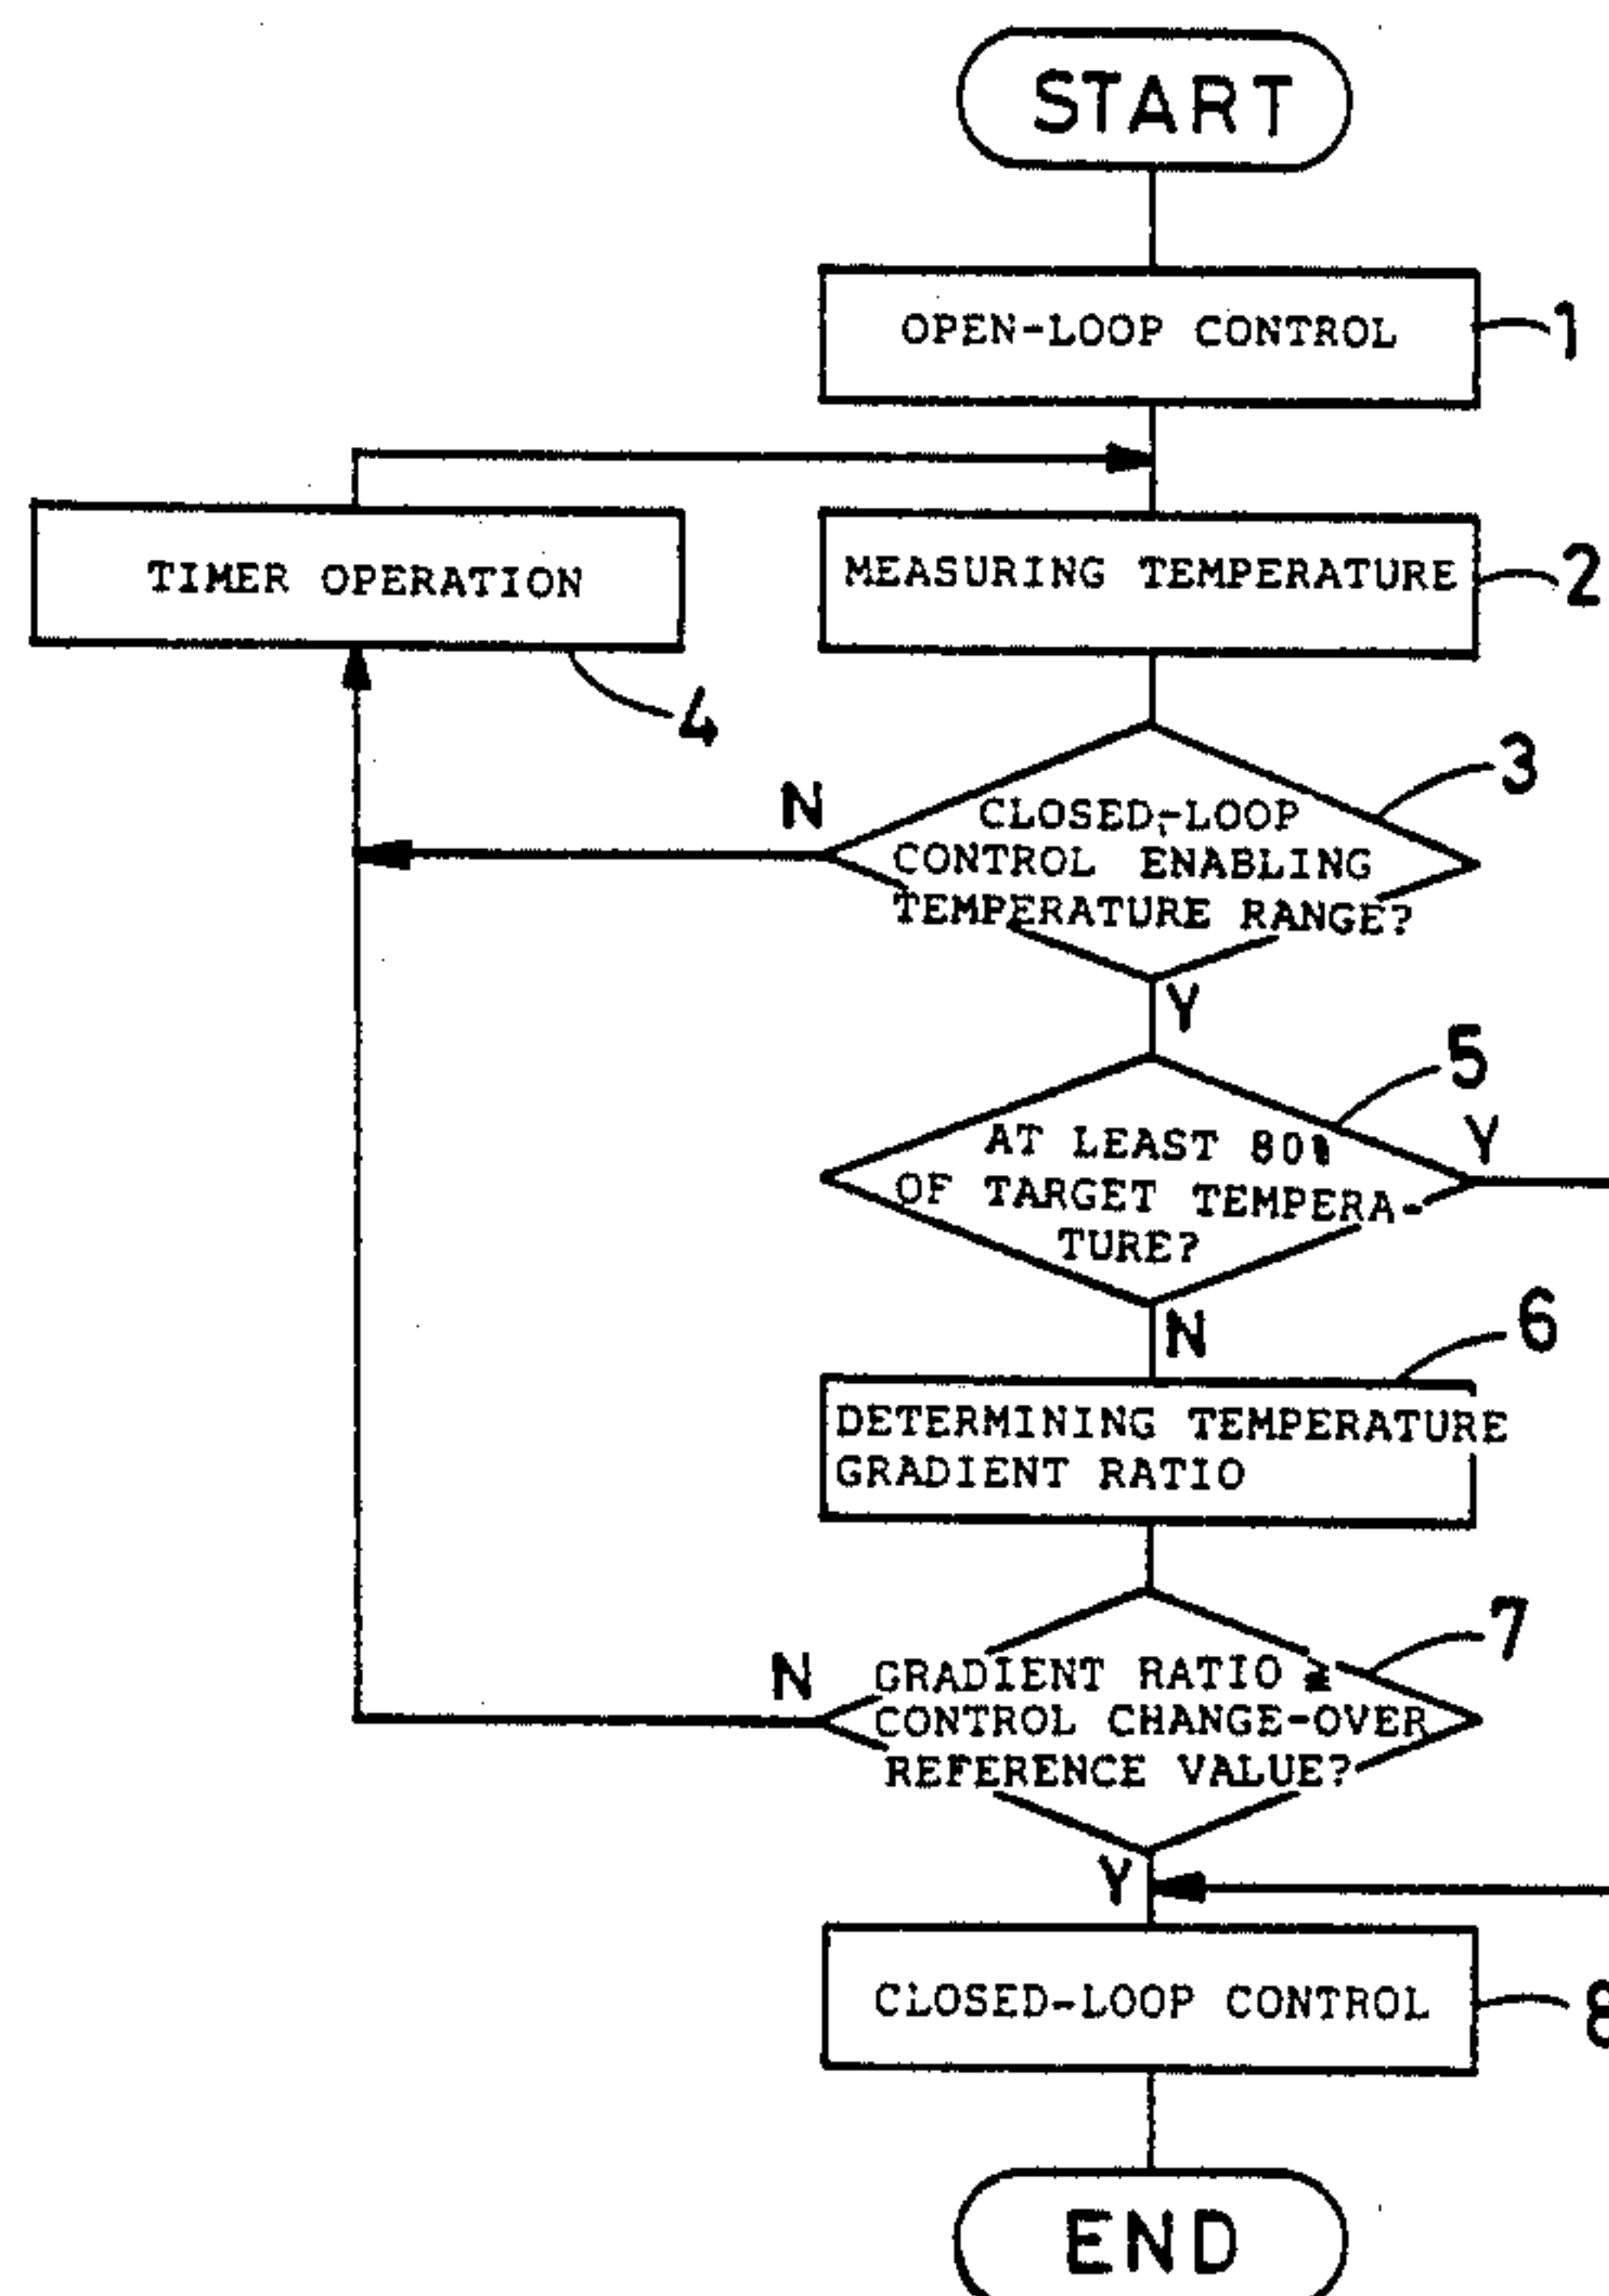 START
OPEN-LOOP CONTROL
1
TIMER OPERATION
4
MEASURING TEMPERATURE
2
3
N
CLOSED-LOOP
CONTROL ENABLING
TEMPERATURE RANGE?
Y
5
Y
AT LEAST 80%
OF TARGET TEMPERA-
TURE?
N
6
DETERMINING TEMPERATURE
GRADIENT RATIO
7
N
GRADIENT RATIO
CONTROL CHANGE-OVER
REFERENCE VALUE?
Y
CLOSED-LOOP CONTROL
8
END